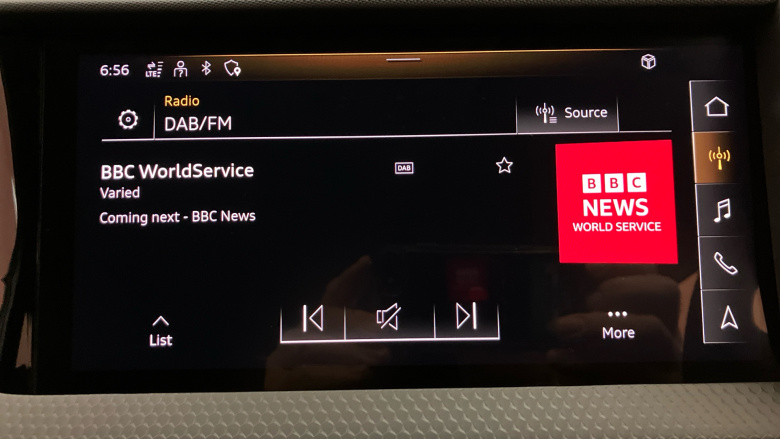 6:56
LTE
Radio
DAB/FM
Source
BBC WorldService
DAB
Varied
Coming next - BBC News
BBC
NEWS
WORLD SERVICE
List
More